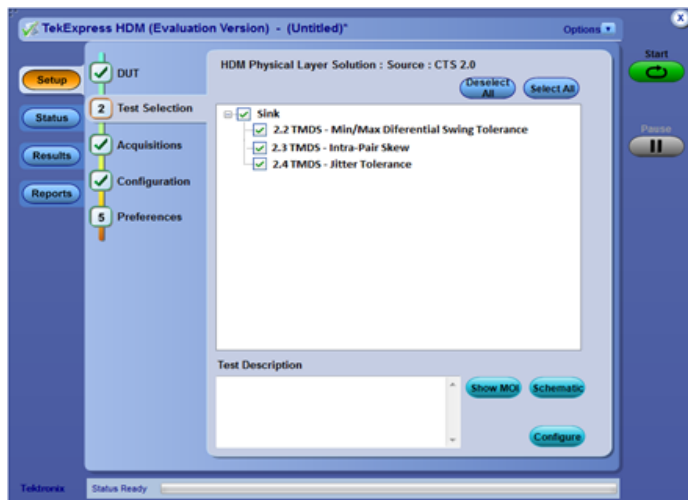 TekExpress HDM (Evaluation Version) - (Untitled)*
Options
x
Start
Pause
Setup
Status
Results
Reports
DUT
2 Test Selection
Acquisitions
Configuration
5 Preferences
HDM Physical Layer Solution : Source : CTS 2.0
Deselect All
Select All
Sink
2.2 TMDS - Min/Max Diferential Swing Tolerance
2.3 TMDS - Intra-Pair Skew
2.4 TMDS - Jitter Tolerance
Test Description
Show MOI
Schematic
Configure
Tektronix
Status Ready